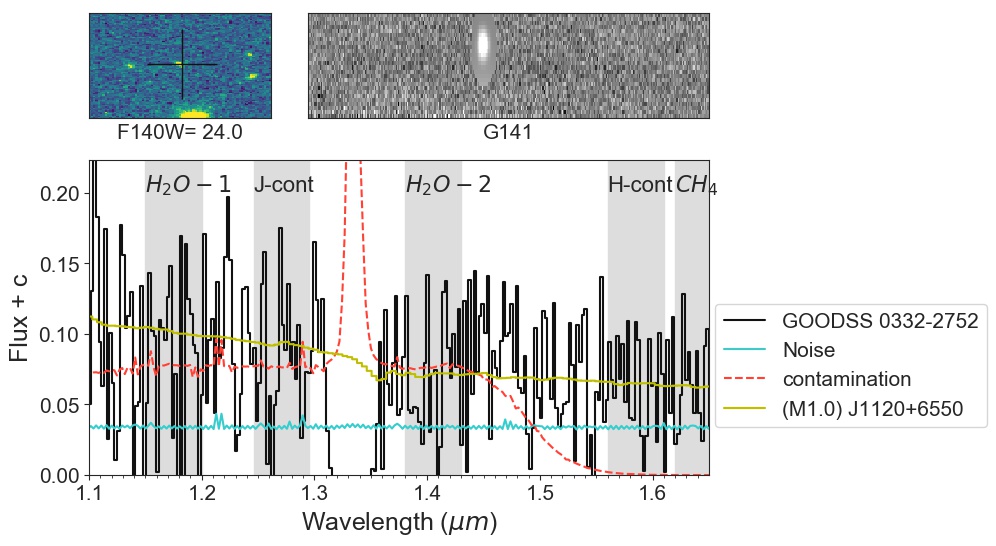 F140W= 24.0
G141
H₂O − 1
J-cont
H₂O − 2
H-cont
CH₄
0.20
0.15
0.10
0.05
0.00
Flux + c
1.1
1.2
1.3
1.4
1.5
1.6
Wavelength (μm)
GOODSS 0332-2752
Noise
contamination
(M1.0) J1120+6550